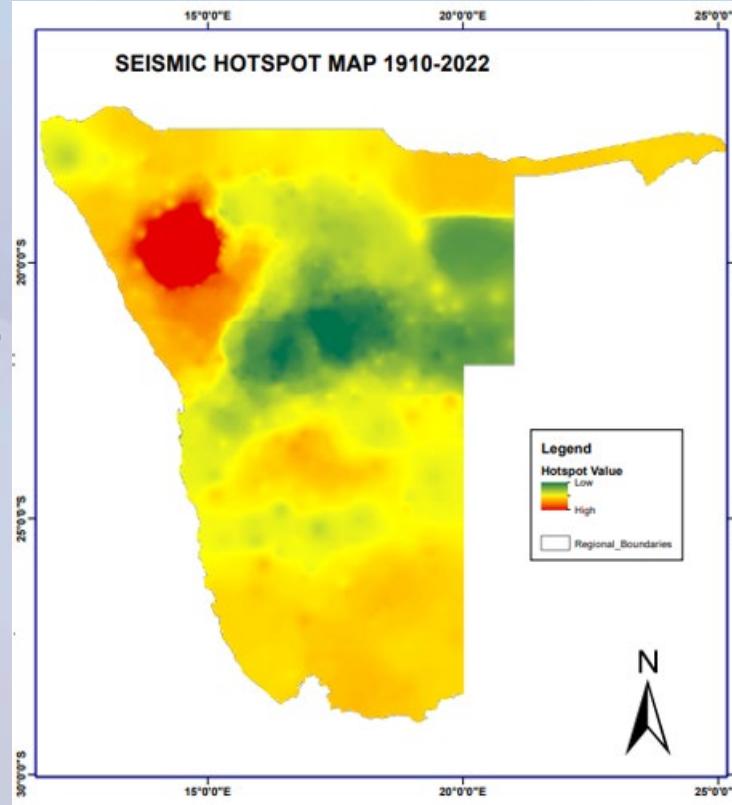 15°0'0"E 20°0'0"E 25°0'0"E
SEISMIC HOTSPOT MAP 1910-2022
20°0'0"S
Legend
Hotspot Value
Low
High
Regional_Boundaries
25°0'0"S
N
30°0'0"S
15°0'0"E 20°0'0"E 25°0'0"E